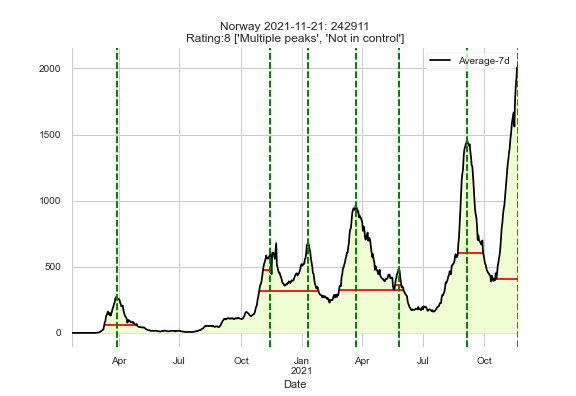 Norway 2021-11-21: 242911
Rating:8 ['Multiple peaks', 'Not in control']
Average-7d
2000
1500
1000
500
0
Apr Jul Oct Jan Apr Jul Oct
2021
Date